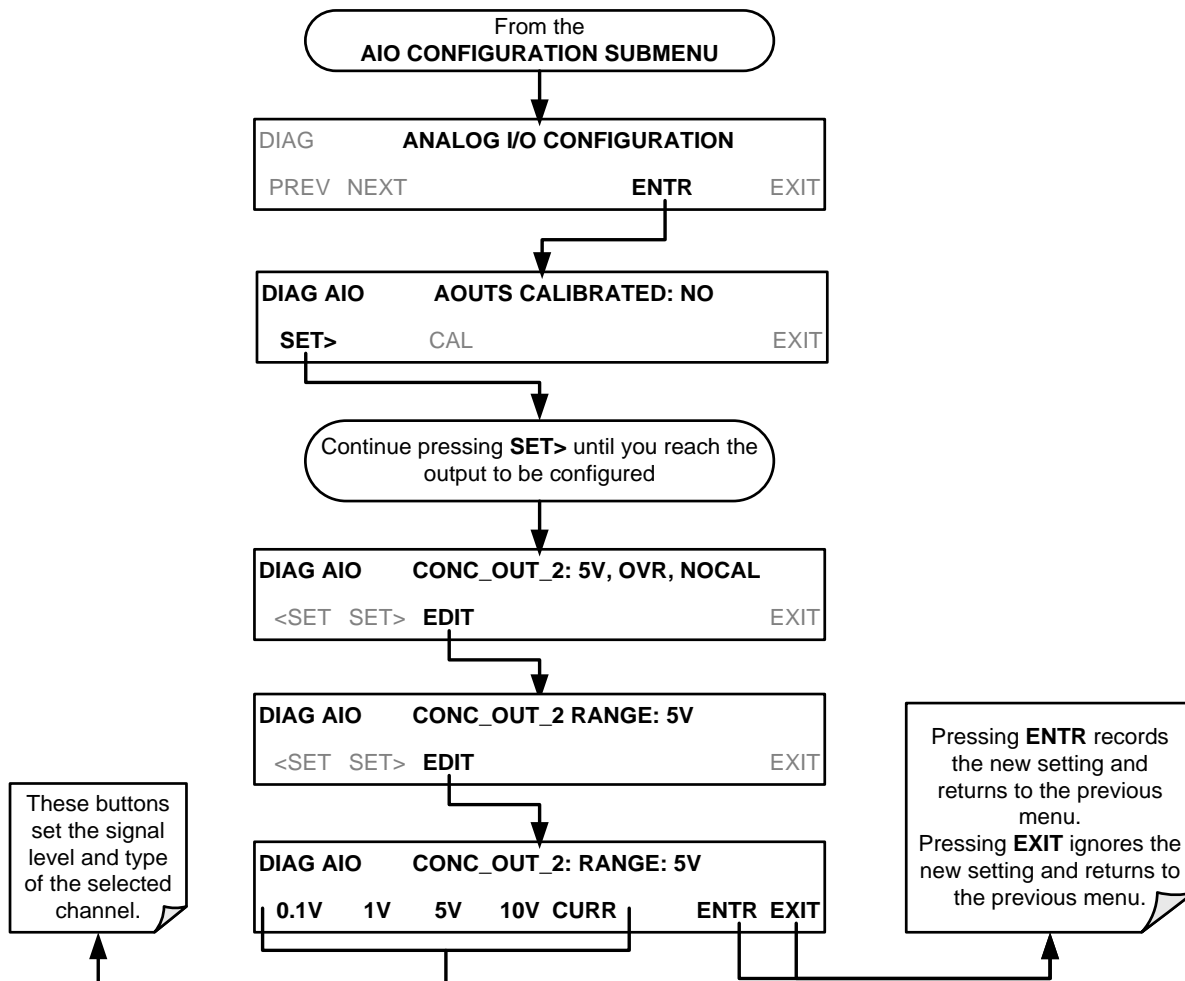 From the
AIO CONFIGURATION SUBMENU
DIAG ANALOG I/O CONFIGURATION
PREV NEXT ENTR EXIT
DIAG AIO AOUTS CALIBRATED: NO
SET> CAL EXIT
Continue pressing SET> until you reach the
output to be configured
DIAG AIO CONC_OUT_2: 5V, OVR, NOCAL
<SET SET> EDIT EXIT
DIAG AIO CONC_OUT_2 RANGE: 5V
<SET SET> EDIT EXIT
These buttons
set the signal
level and type
of the selected
channel.
DIAG AIO CONC_OUT_2: RANGE: 5V
0.1V 1V 5V 10V CURR ENTR EXIT
Pressing ENTR records
the new setting and
returns to the previous
menu.
Pressing EXIT ignores the
new setting and returns to
the previous menu.